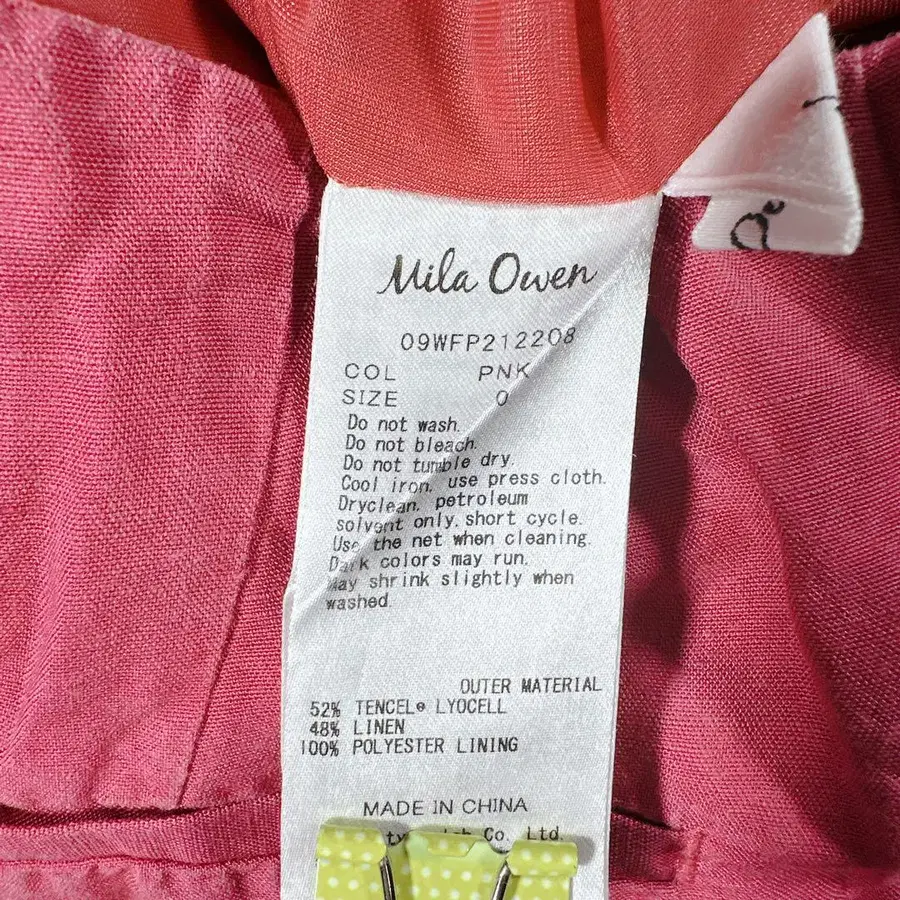 Mila Owen
09WFP212208
COL PNK
SIZE 0
Do not wash.
Do not bleach.
Do not tumble dry.
Cool iron. use press cloth.
Dryclean. petroleum
solvent only. short cycle.
Use the net when cleaning.
Dark colors may run.
May shrink slightly when
washed.
OUTER MATERIAL
52% TENCEL® LYOCELL
48% LINEN
100% POLYESTER LINING
MADE IN CHINA
Co. Ltd.